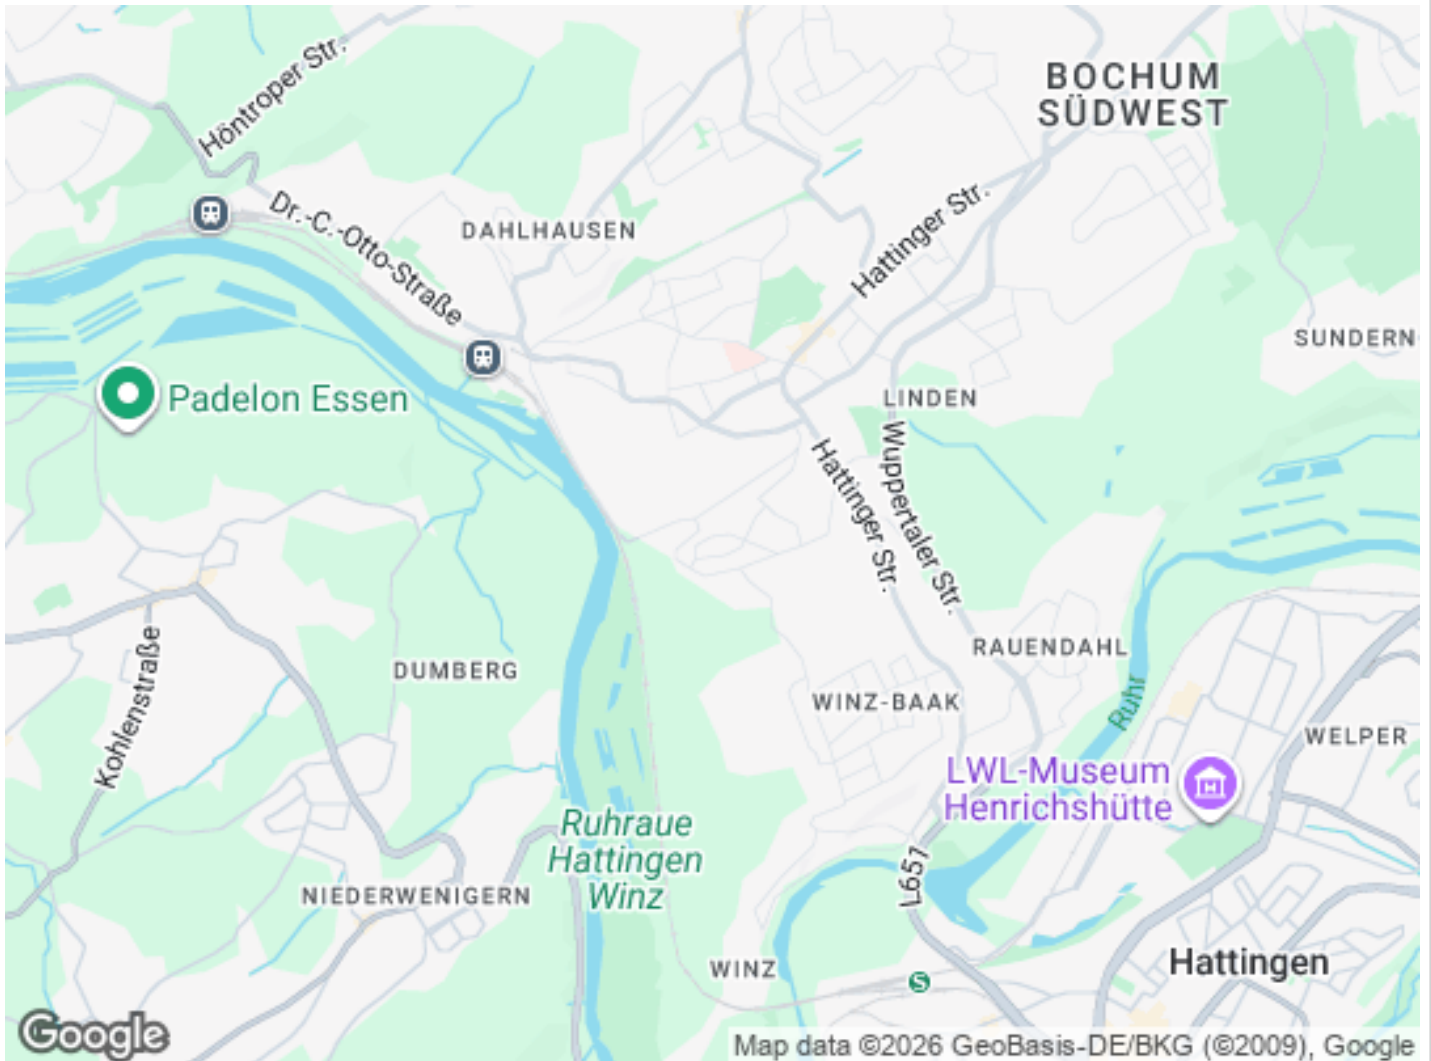 Höntroper Str.
BOCHUM
SÜDWEST
Dr.-C.-Otto-Straße
DAHLHAUSEN
Hattinger Str.
SUNDERN
Padelon Essen
LINDEN
Hattinger Str.
Wuppertaler Str.
Kohlenstraße
DUMBERG
RAUENDAHL
WINZ-BAAK
Ruhr
WELPER
LWL-Museum
Henrichshütte
Ruhraue
Hattingen
Winz
L651
NIEDERWENIGERN
WINZ
S
Hattingen
Google
Map data ©2026 GeoBasis-DE/BKG (©2009), Google